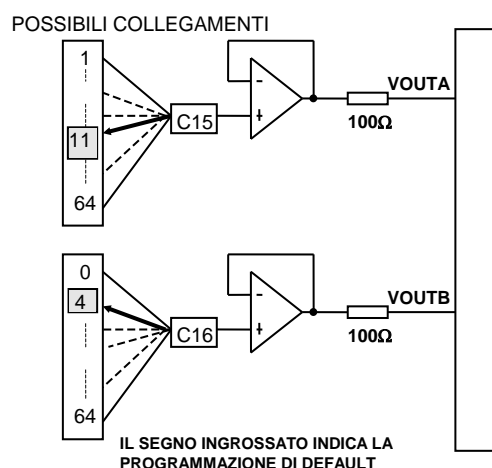 POSSIBILI COLLEGAMENTI
1
11
64
C15
-
+
VOUTA
100Ω
0
4
64
C16
-
+
VOUTB
100Ω
IL SEGNO INGROSSATO INDICA LA
PROGRAMMAZIONE DI DEFAULT